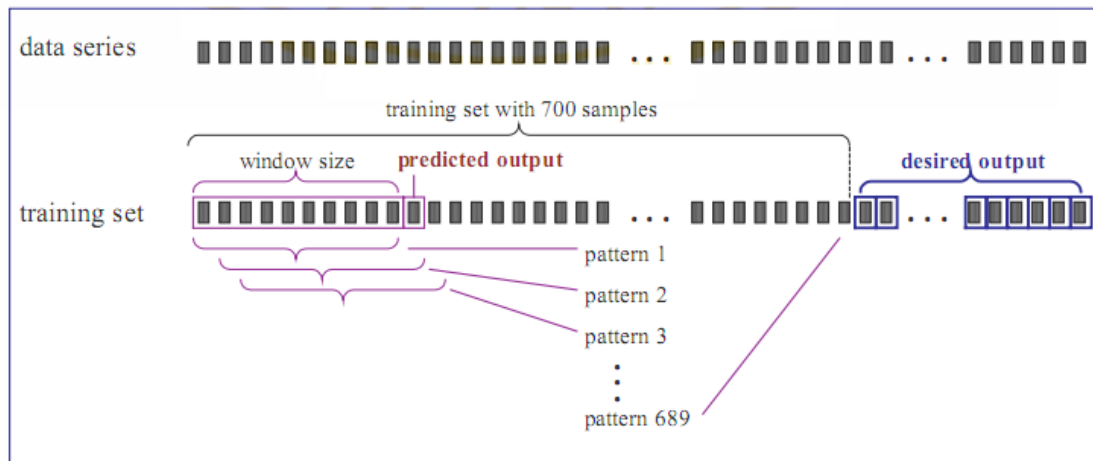 data series
. . .
. . .
training set with 700 samples
window size
predicted output
desired output
training set
. . .
. . .
pattern 1
pattern 2
pattern 3
pattern 689